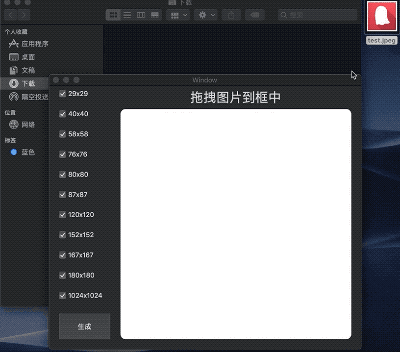 下载
搜索
个人收藏
应用程序
桌面
文稿
下载
隔空投送
位置
网络
标签
蓝色
test.jpeg
Window
拖拽图片到框中
29x29
40x40
58x58
76x76
80x80
87x87
120x120
152x152
167x167
180x180
1024x1024
生成